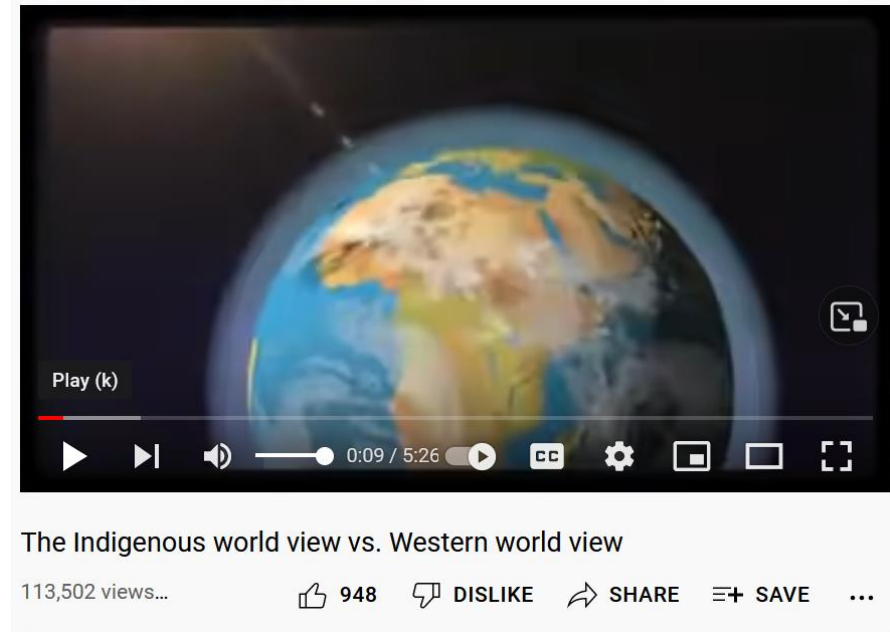 Play (k)
0:09 / 5:26 CC
The Indigenous world view vs. Western world view
113,502 views... 948 DISLIKE SHARE SAVE ...